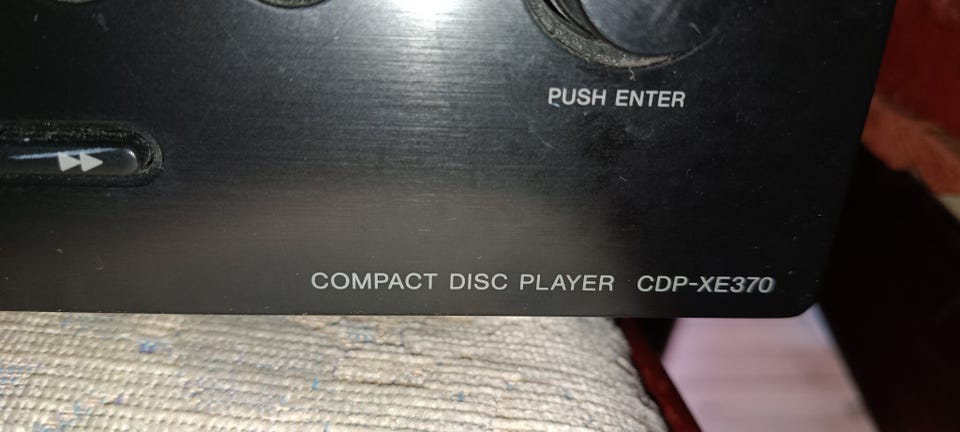 PUSH ENTER
COMPACT DISC PLAYER CDP-XE370